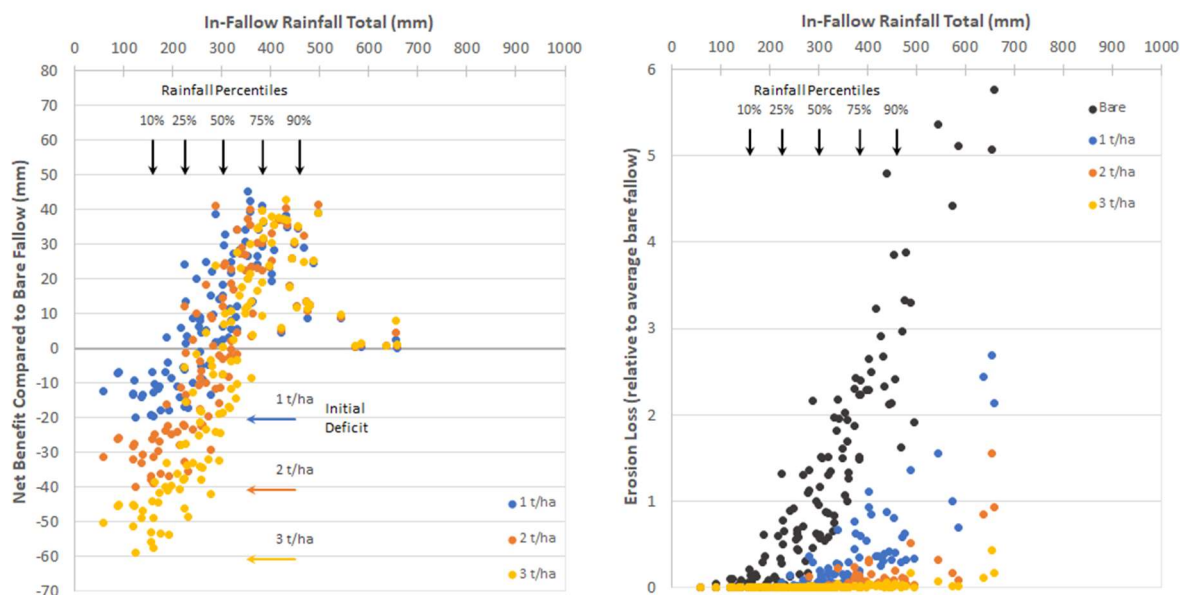 In-Fallow Rainfall Total (mm)
0 100 200 300 400 500 600 700 800 900 1000
Net Benefit Compared to Bare Fallow (mm)
80
70
60
50
40
30
20
10
0
-10
-20
-30
-40
-50
-60
-70
Rainfall Percentiles
10% 25% 50% 75% 90%
1 t/ha
Initial
Deficit
2 t/ha
3 t/ha
1 t/ha
2 t/ha
3 t/ha
In-Fallow Rainfall Total (mm)
0 100 200 300 400 500 600 700 800 900 1000
Erosion Loss (relative to average bare fallow)
6
5
4
3
2
1
0
Rainfall Percentiles
10% 25% 50% 75% 90%
Bare
1 t/ha
2 t/ha
3 t/ha